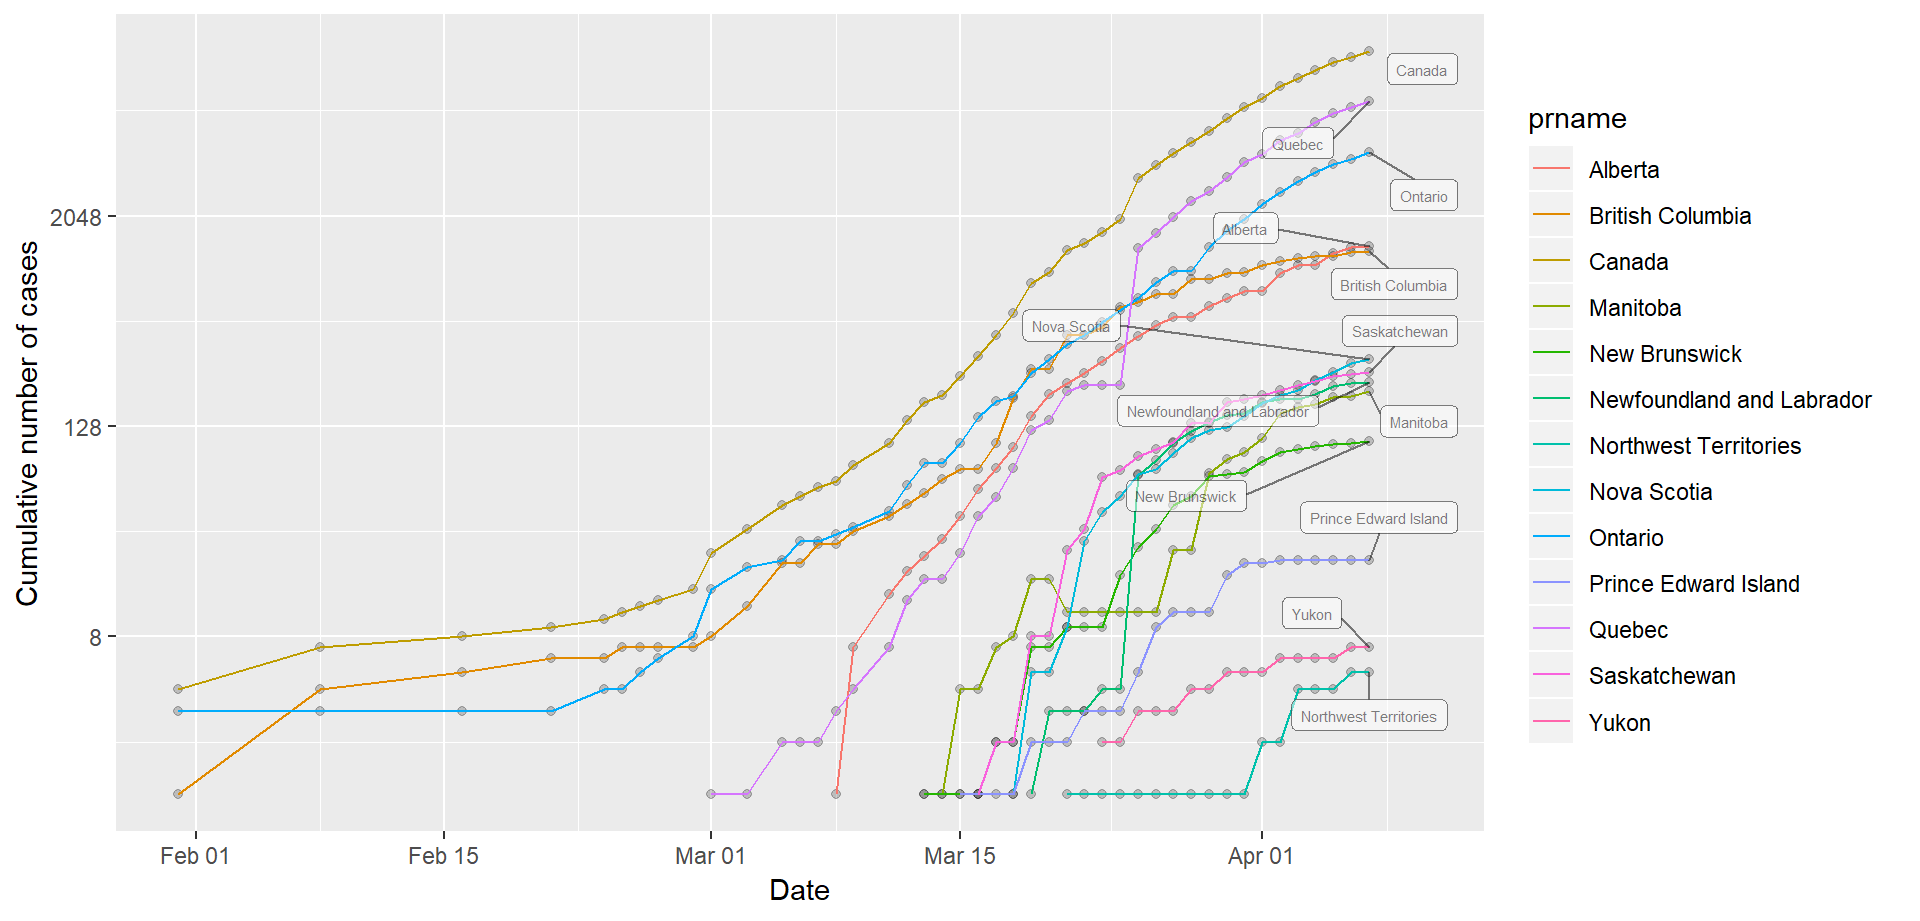 Canada
Quebec
Ontario
Alberta
British Columbia
Nova Scotia
Saskatchewan
Newfoundland and Labrador
Manitoba
New Brunswick
Prince Edward Island
Yukon
Northwest Territories
2048
128
8
Cumulative number of cases
Feb 01
Feb 15
Mar 01
Mar 15
Apr 01
Date
prname
Alberta
British Columbia
Canada
Manitoba
New Brunswick
Newfoundland and Labrador
Northwest Territories
Nova Scotia
Ontario
Prince Edward Island
Quebec
Saskatchewan
Yukon